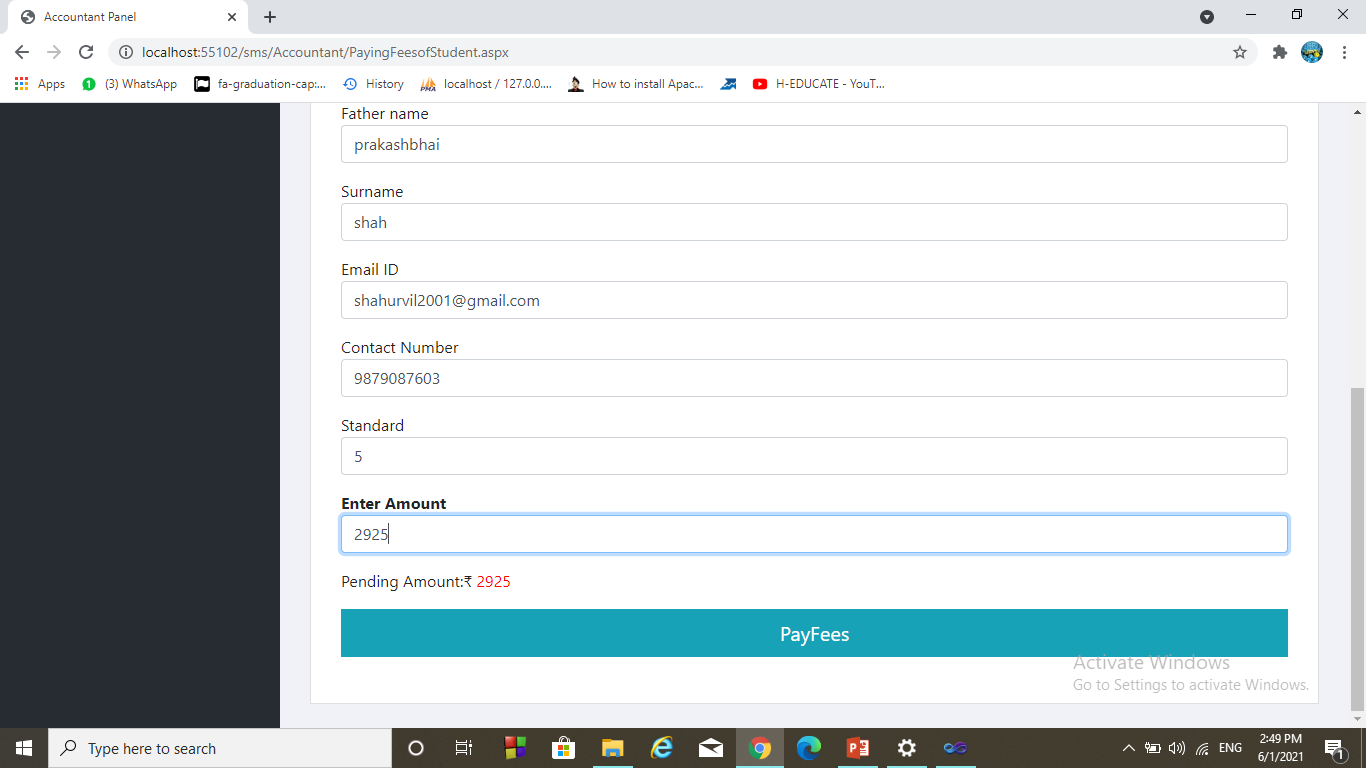 Accountant Panel
localhost:55102/sms/Accountant/PayingFeesofStudent.aspx
Apps
1
(3) WhatsApp
fa-graduation-cap:...
History
PMA
localhost / 127.0.0....
How to install Apac...
H-EDUCATE - YouT...
Father name
prakashbhai
Surname
shah
Email ID
shahurvil2001@gmail.com
Contact Number
9879087603
Standard
5
Enter Amount
2925
Pending Amount:₹ 2925
PayFees
Activate Windows
Go to Settings to activate Windows.
Type here to search
ENG
2:49 PM
6/1/2021
1